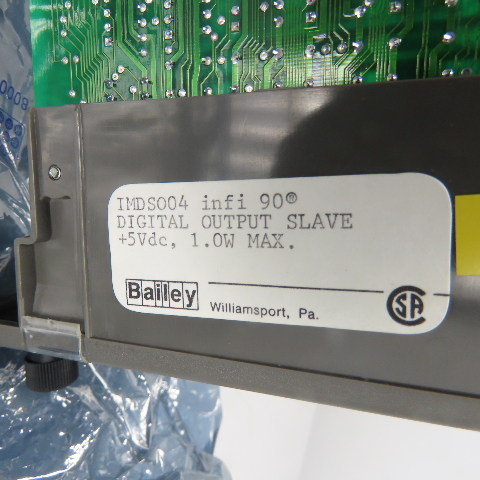 IMDSO04 infi 90®
DIGITAL OUTPUT SLAVE
+5Vdc, 1.0W MAX.
Bailey
Williamsport, Pa.